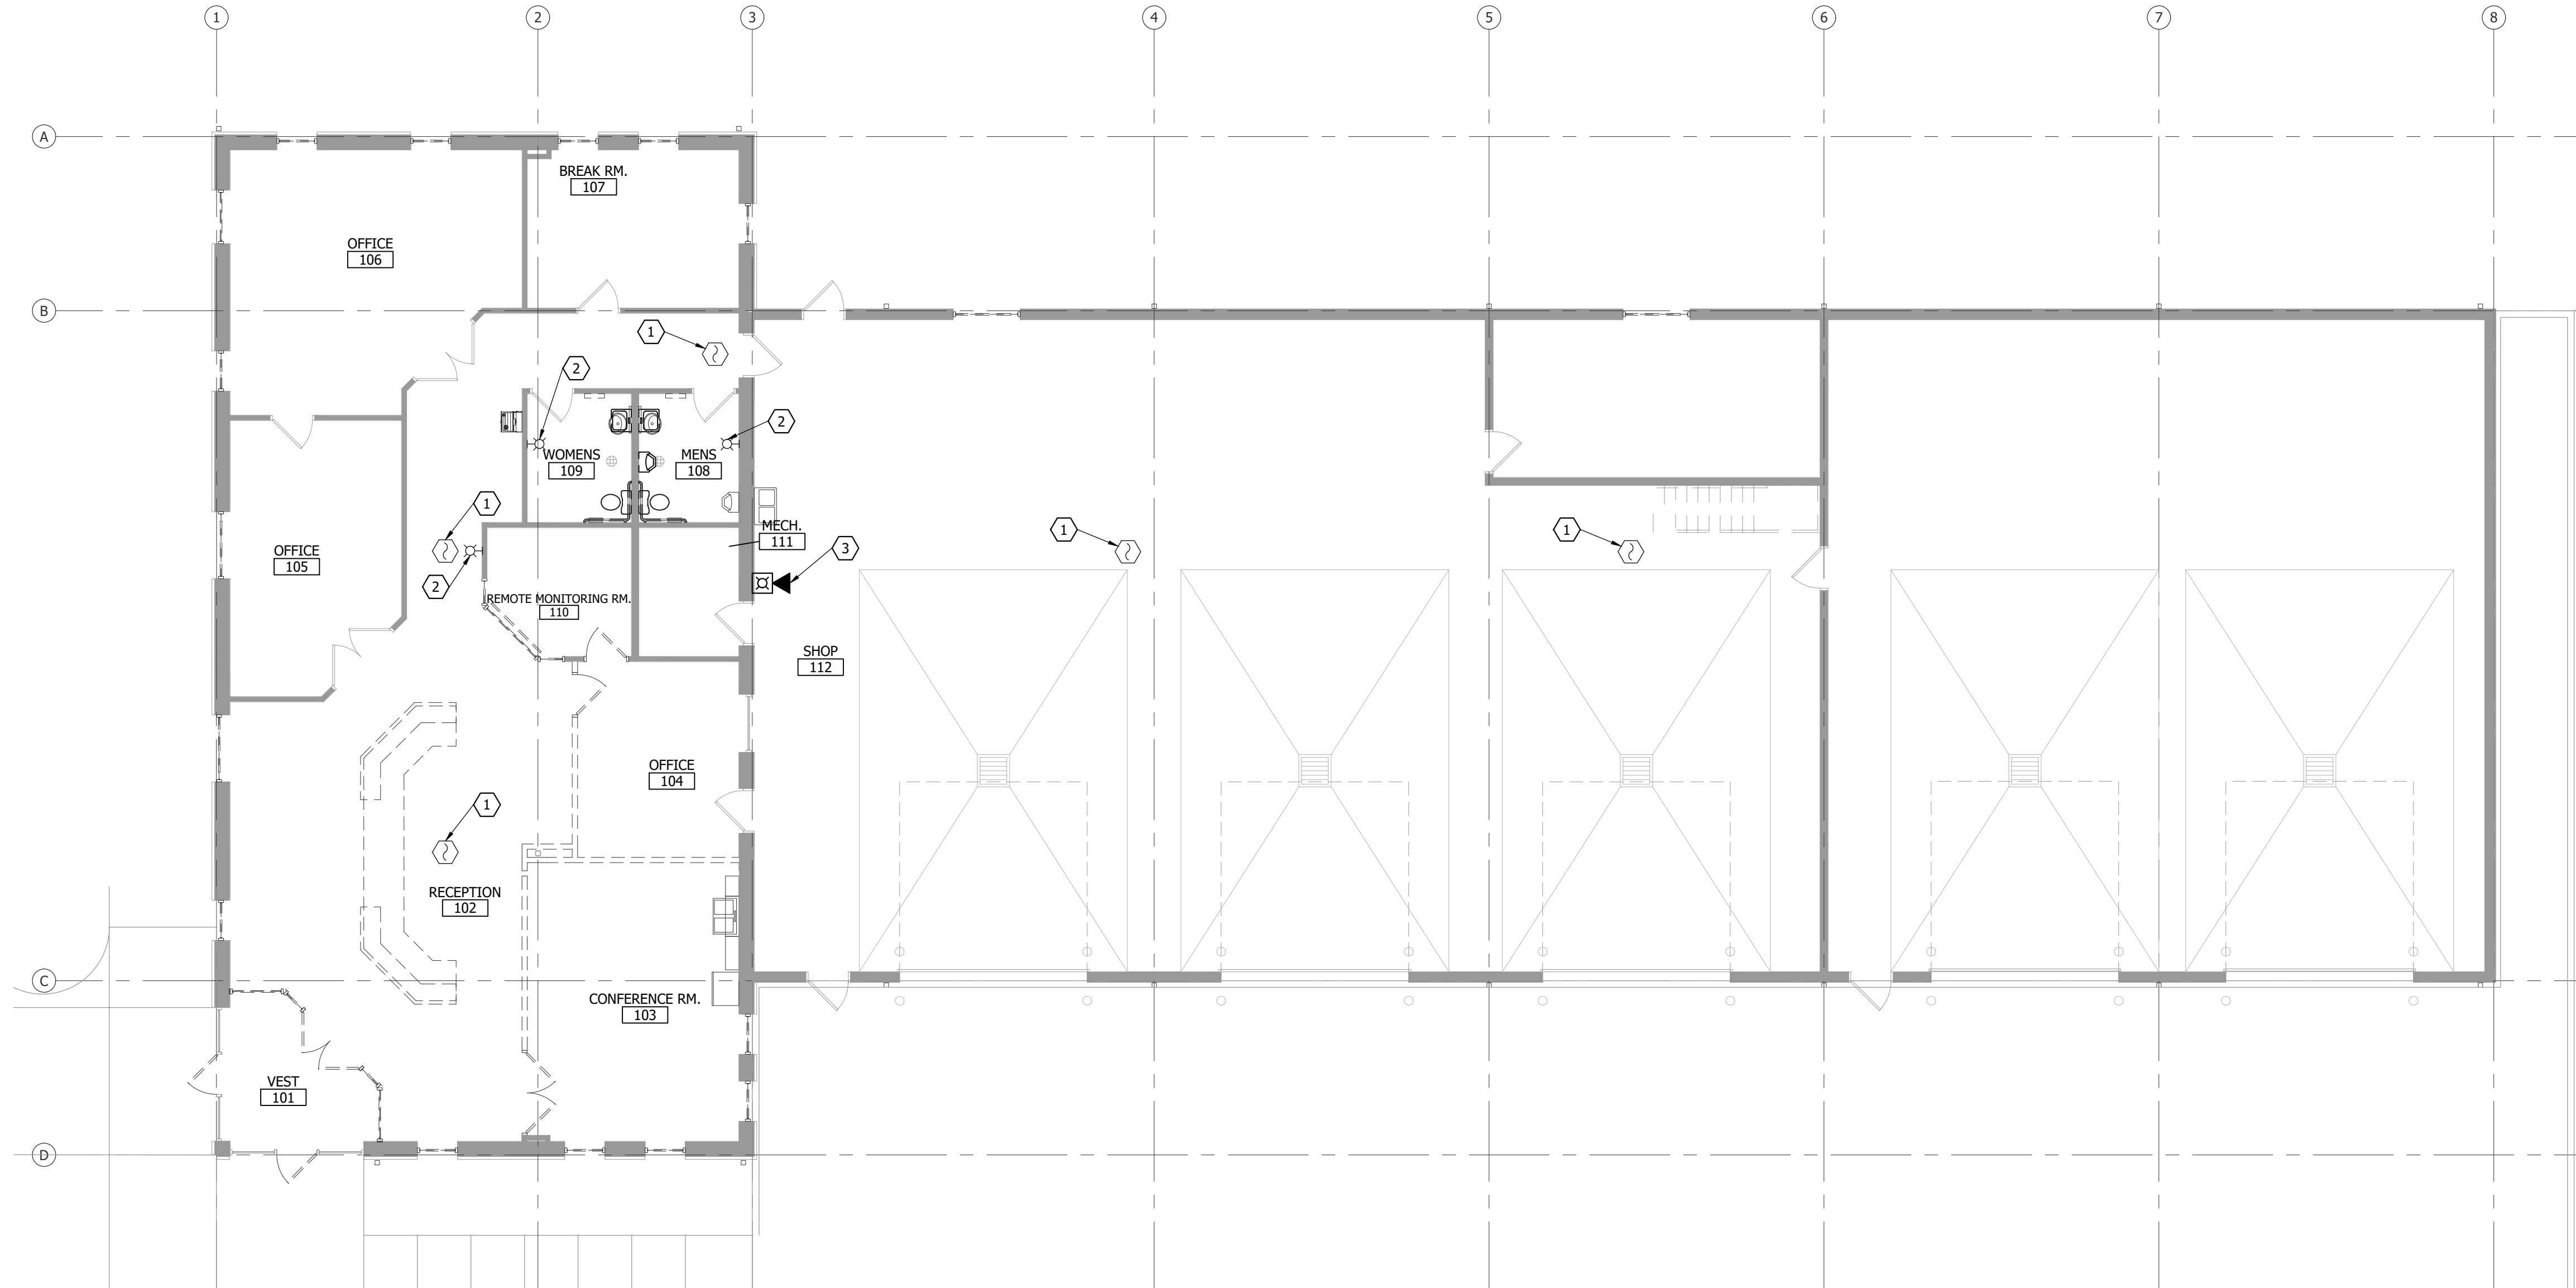 1 2 3 4 5 6 7 8
A
BREAK RM.
107
OFFICE
106
B
1
2
2
WOMENS
109
MENS
108
1
MECH.
111
1
1
3
OFFICE
105
2
REMOTE MONITORING RM.
110
SHOP
112
OFFICE
104
1
RECEPTION
102
C
CONFERENCE RM.
103
VEST
101
D